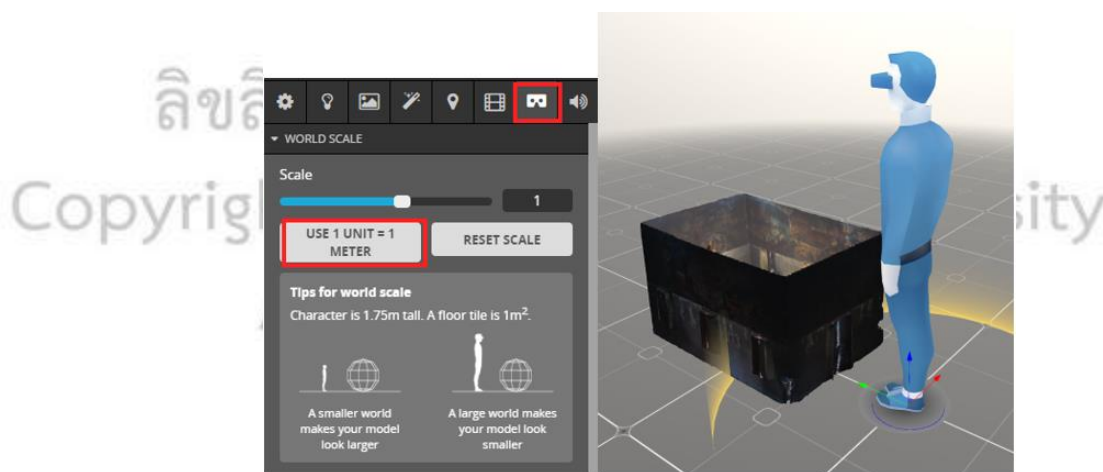 ลิขสิ
Copyrig
sity
WORLD SCALE
Scale
1
USE 1 UNIT = 1
METER
RESET SCALE
Tips for world scale
Character is 1.75m tall. A floor tile is 1m².
A smaller world
makes your model
look larger
A large world makes
your model look
smaller